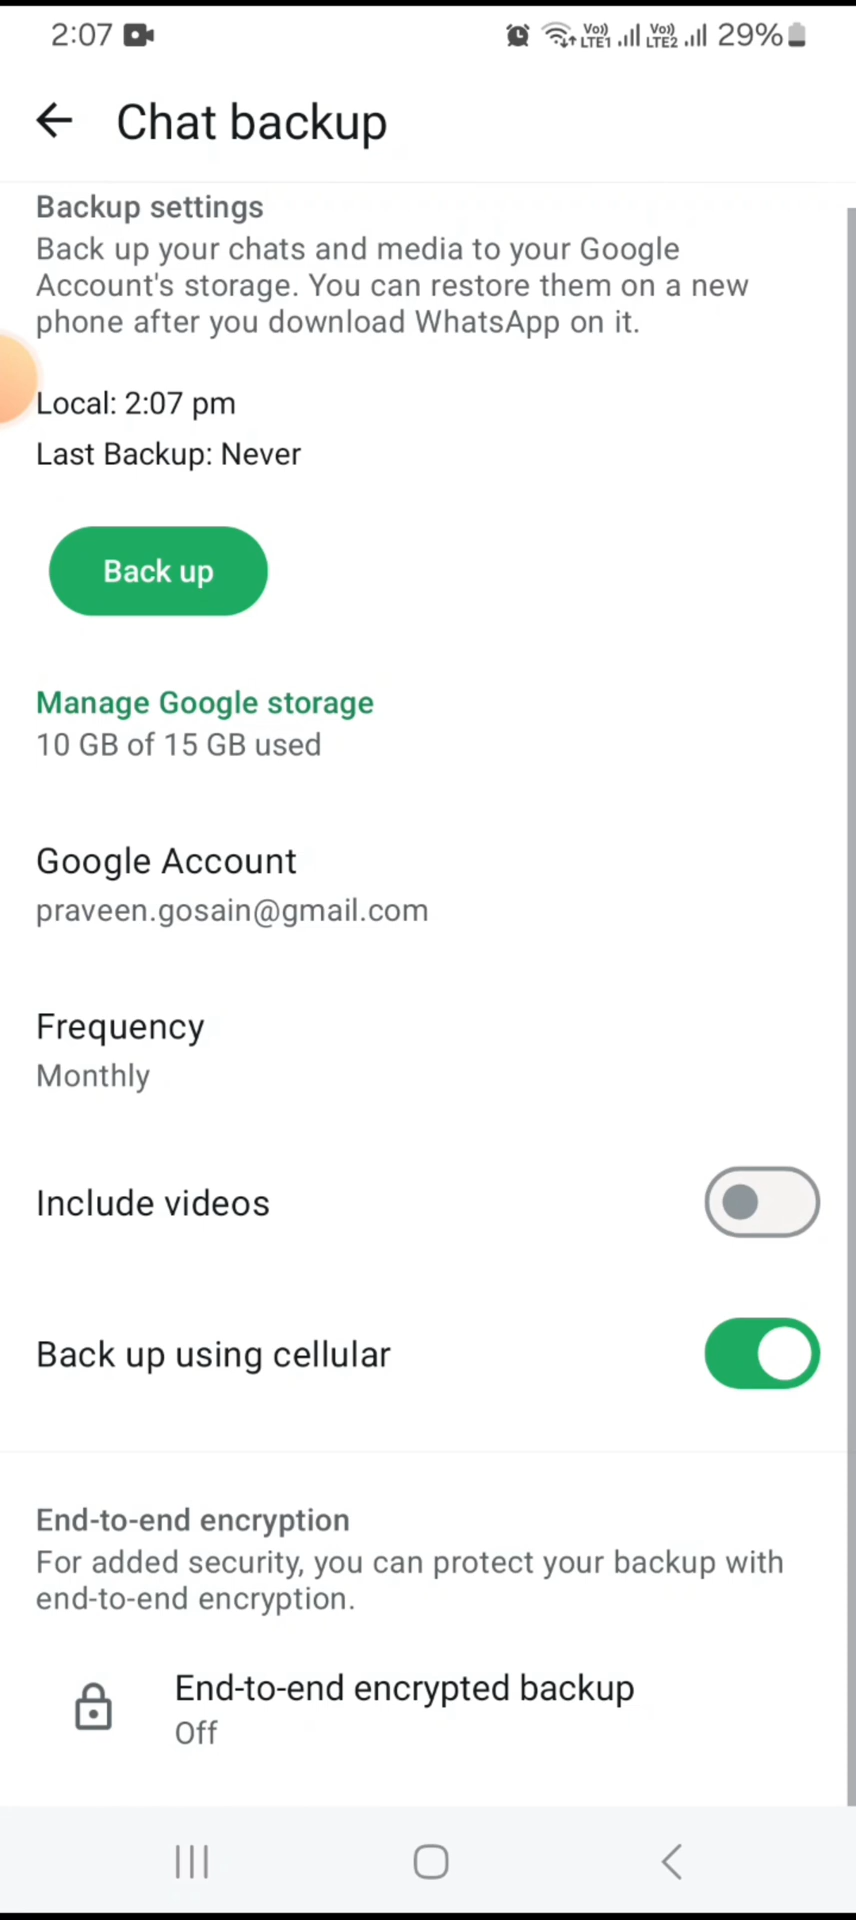 2:07
Vo)) LTE1 Vo)) LTE2 29%
Chat backup
Backup settings
Back up your chats and media to your Google
Account's storage. You can restore them on a new
phone after you download WhatsApp on it.
Local: 2:07 pm
Last Backup: Never
Back up
Manage Google storage
10 GB of 15 GB used
Google Account
praveen.gosain@gmail.com
Frequency
Monthly
Include videos
Back up using cellular
End-to-end encryption
For added security, you can protect your backup with
end-to-end encryption.
End-to-end encrypted backup
Off